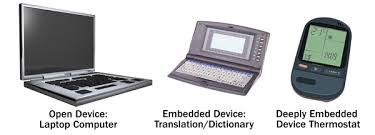 Open Device:
Laptop Computer
Embedded Device:
Translation/Dictionary
Deeply Embedded
Device Thermostat